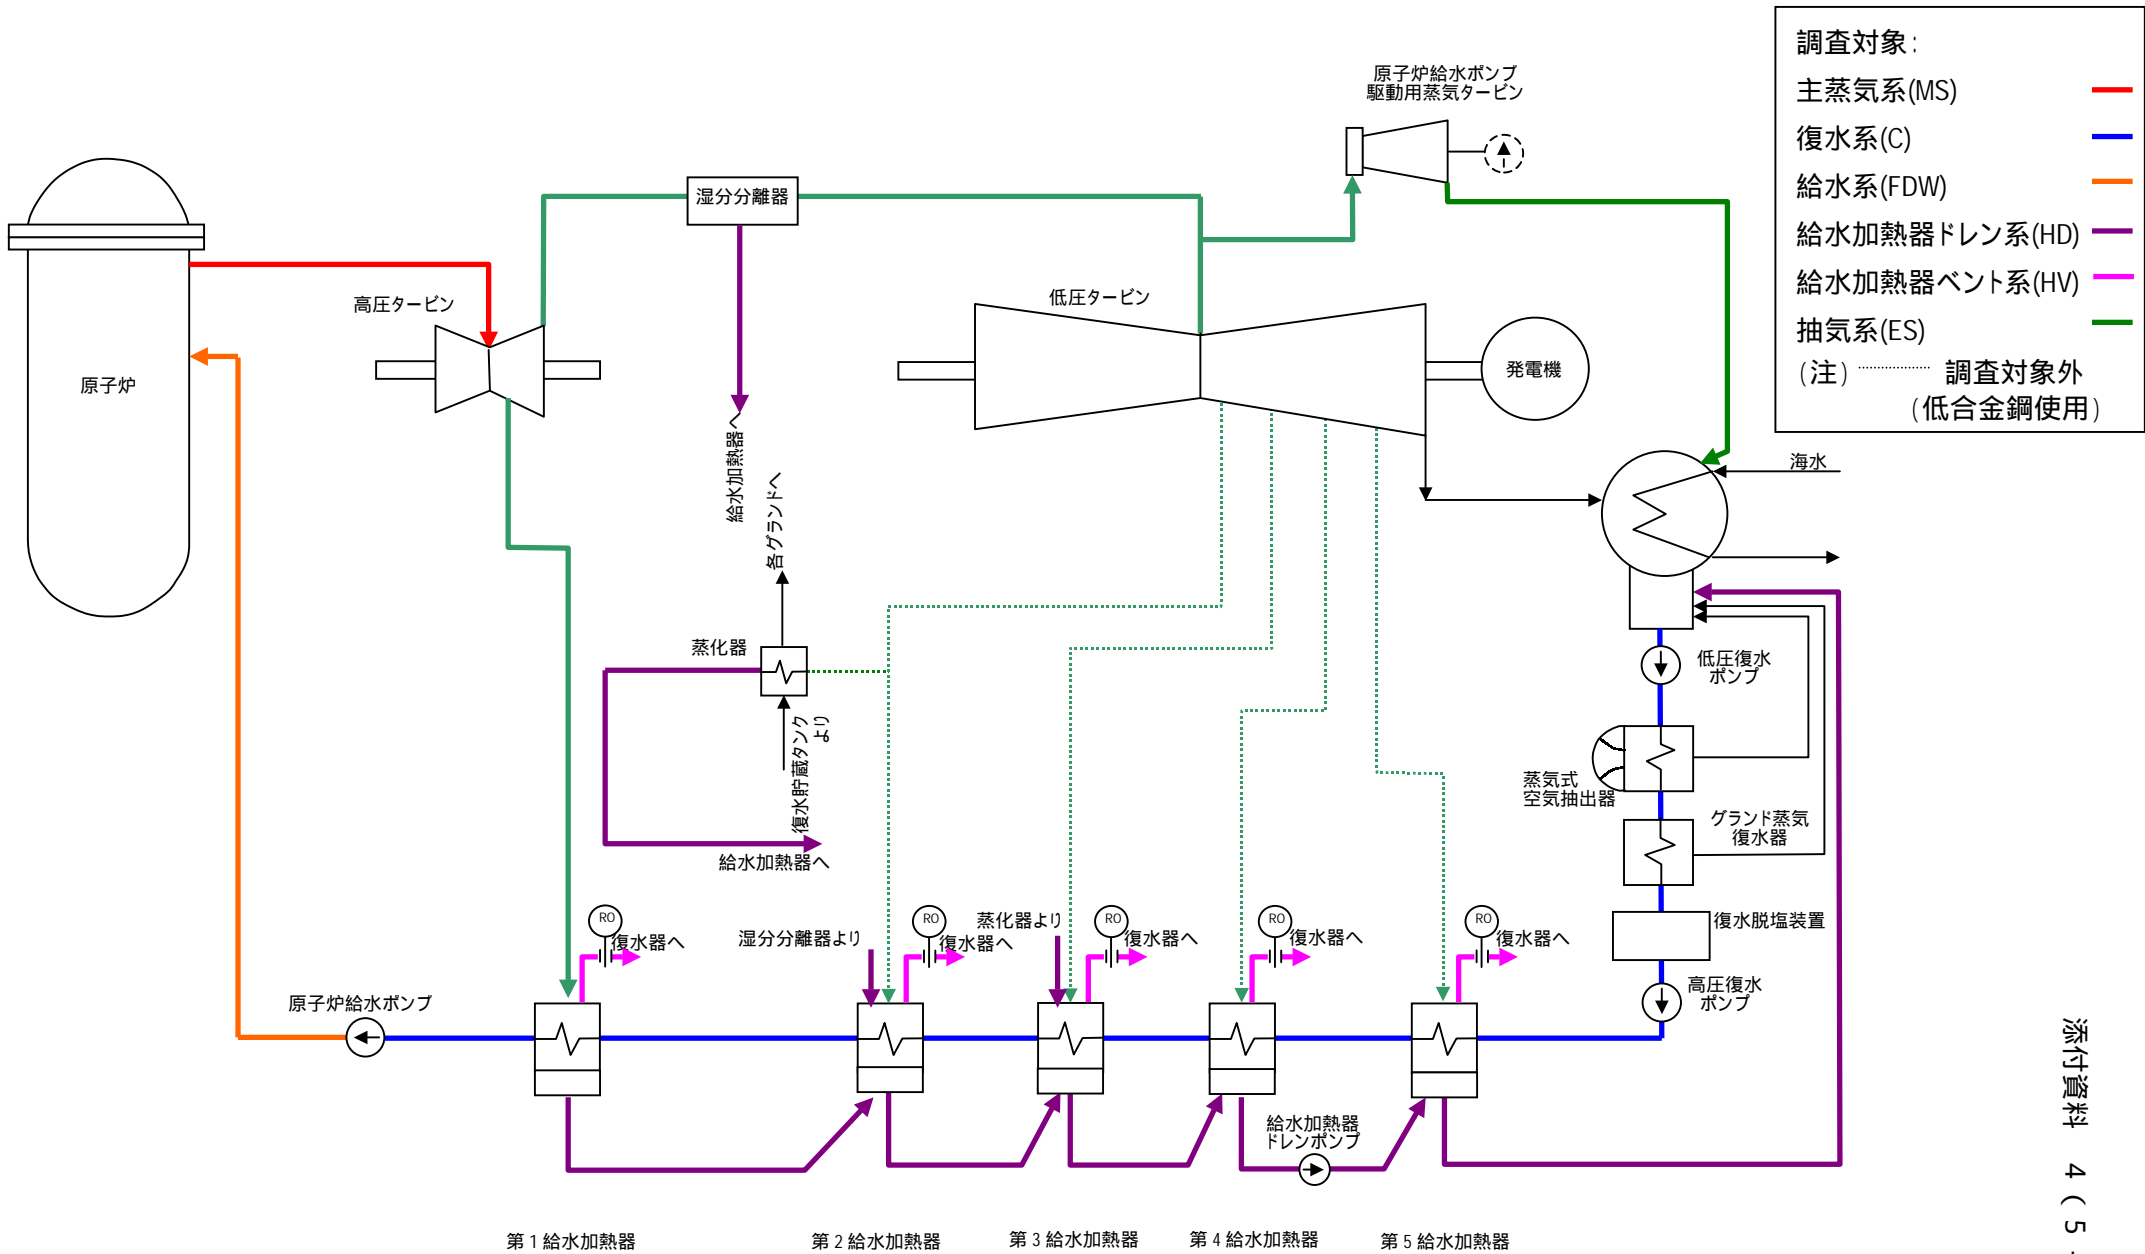 調査対象：
主蒸気系(MS)
復水系(C)
給水系(FDW)
給水加熱器ドレン系(HD)
給水加熱器ベント系(HV)
抽気系(ES)
（注） 調査対象外
（低合金鋼使用）
原子炉給水ポンプ
駆動用蒸気タービン
湿分分離器
高圧タービン
低圧タービン
発電機
原子炉
給水加熱器へ
各グランドへ
海水
蒸化器
復水貯蔵タンク
より
給水加熱器へ
低圧復水
ポンプ
蒸気式
空気抽出器
グランド蒸気
復水器
復水脱塩装置
高圧復水
ポンプ
RO
復水器へ
湿分分離器より
RO
復水器へ
蒸化器より
RO
復水器へ
RO
復水器へ
RO
復水器へ
原子炉給水ポンプ
給水加熱器
ドレンポンプ
第１給水加熱器
第２給水加熱器
第３給水加熱器
第４給水加熱器
第５給水加熱器
添付資料 ４（５